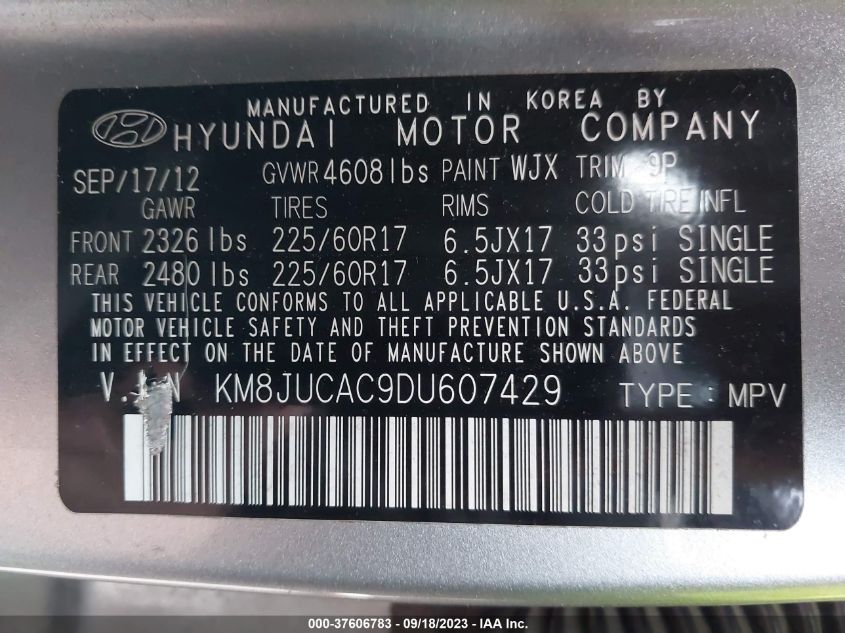 MANUFACTURED IN KOREA BY
HYUNDAI MOTOR COMPANY
SEP/17/12 GVWR 4608 lbs PAINT WJX TRIM 9P
GAWR TIRES RIMS COLD TIRE INFL
FRONT 2326 lbs 225/60R17 6.5JX17 33psi SINGLE
REAR 2480 lbs 225/60R17 6.5JX17 33psi SINGLE
THIS VEHICLE CONFORMS TO ALL APPLICABLE U.S.A. FEDERAL
MOTOR VEHICLE SAFETY AND THEFT PREVENTION STANDARDS
IN EFFECT ON THE DATE OF MANUFACTURE SHOWN ABOVE
V.I.N KM8JUCAC9DU607429 TYPE : MPV
000-37606783 - 09/18/2023 - © IAA, Inc.